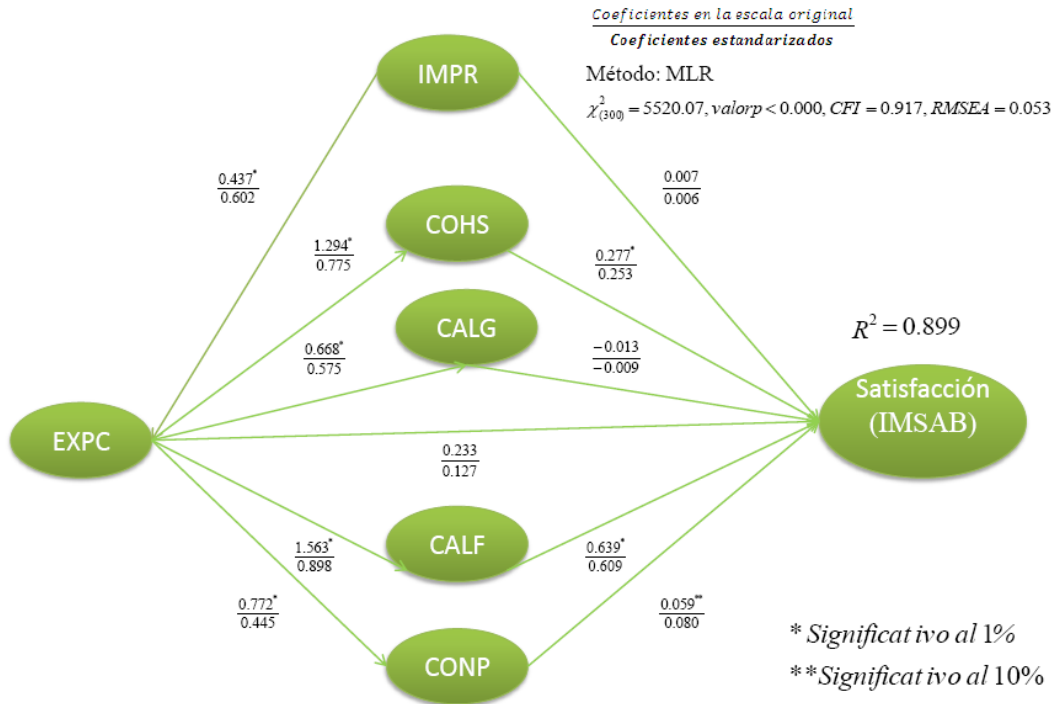 Coeficientes en la escala original
Coeficientes estandarizados
Método: MLR
χ²₍₃₀₀₎ = 5520.07, valorp < 0.000, CFI = 0.917, RMSEA = 0.053
IMPR
0.437*
0.602
0.007
0.006
COHS
1.294*
0.775
0.277*
0.253
CALG
R² = 0.899
0.668*
0.575
−0.013
−0.009
Satisfacción
(IMSAB)
EXPC
0.233
0.127
CALF
1.563*
0.898
0.639*
0.609
0.772*
0.445
0.059**
0.080
CONP
* Significat ivo al 1%
**Significat ivo al 10%